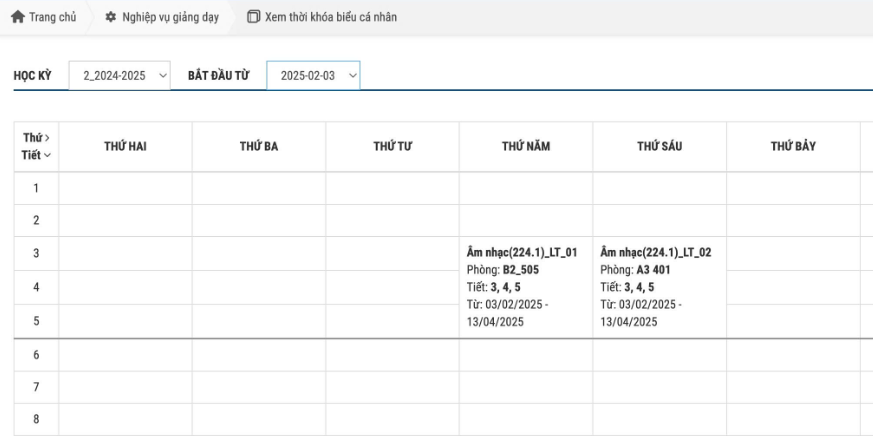 Trang chủ Nghiệp vụ giảng dạy Xem thời khóa biểu cá nhân
HỌC KỲ 2_2024-2025 BẮT ĐẦU TỪ 2025-02-03
Thứ THỨ HAI THỨ BA THỨ TƯ THỨ NĂM THỨ SÁU THỨ BẢY
Tiết
1
2
3
4
5
Âm nhạc(224.1)_LT_01
Phòng: B2_505
Tiết: 3, 4, 5
Từ: 03/02/2025 -
13/04/2025
Âm nhạc(224.1)_LT_02
Phòng: A3 401
Tiết: 3, 4, 5
Từ: 03/02/2025 -
13/04/2025
6
7
8